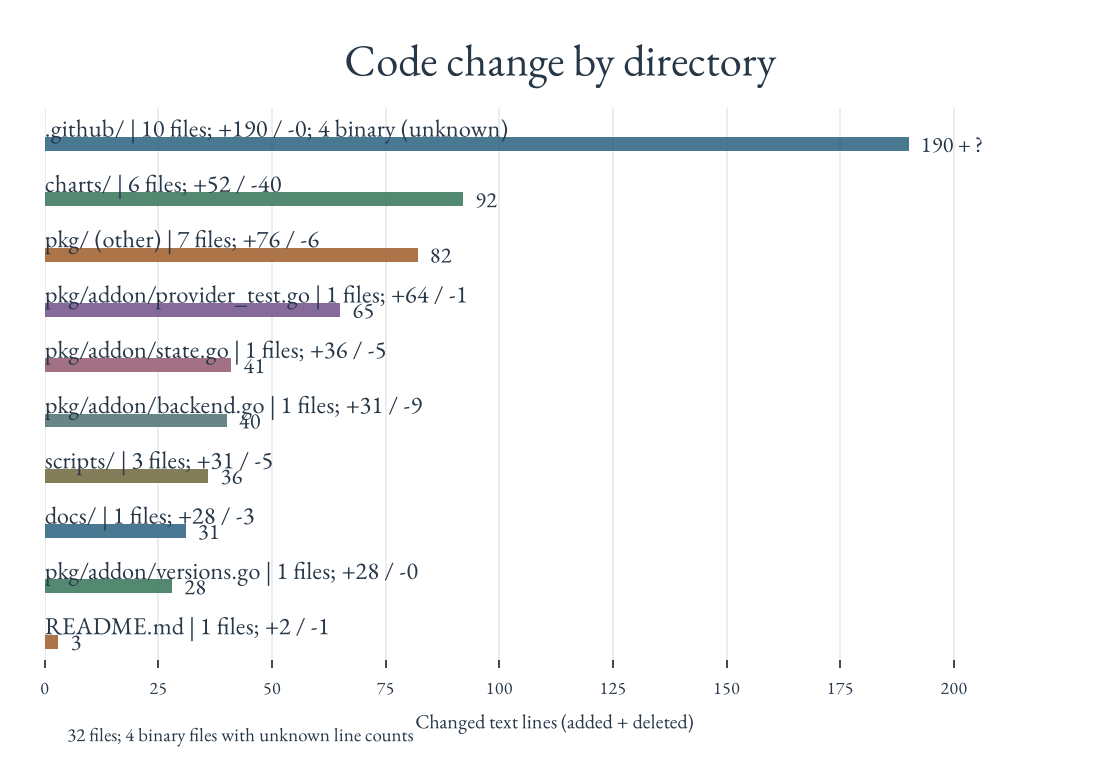 Code change by directory
.github/ | 10 files; +190 / -0; 4 binary (unknown)
190 + ?
charts/ | 6 files; +52 / -40
92
pkg/ (other) | 7 files; +76 / -6
82
pkg/addon/provider_test.go | 1 files; +64 / -1
65
pkg/addon/state.go | 1 files; +36 / -5
41
pkg/addon/backend.go | 1 files; +31 / -9
40
scripts/ | 3 files; +31 / -5
36
docs/ | 1 files; +28 / -3
31
pkg/addon/versions.go | 1 files; +28 / -0
28
README.md | 1 files; +2 / -1
3
0 25 50 75 100 125 150 175 200
Changed text lines (added + deleted)
32 files; 4 binary files with unknown line counts